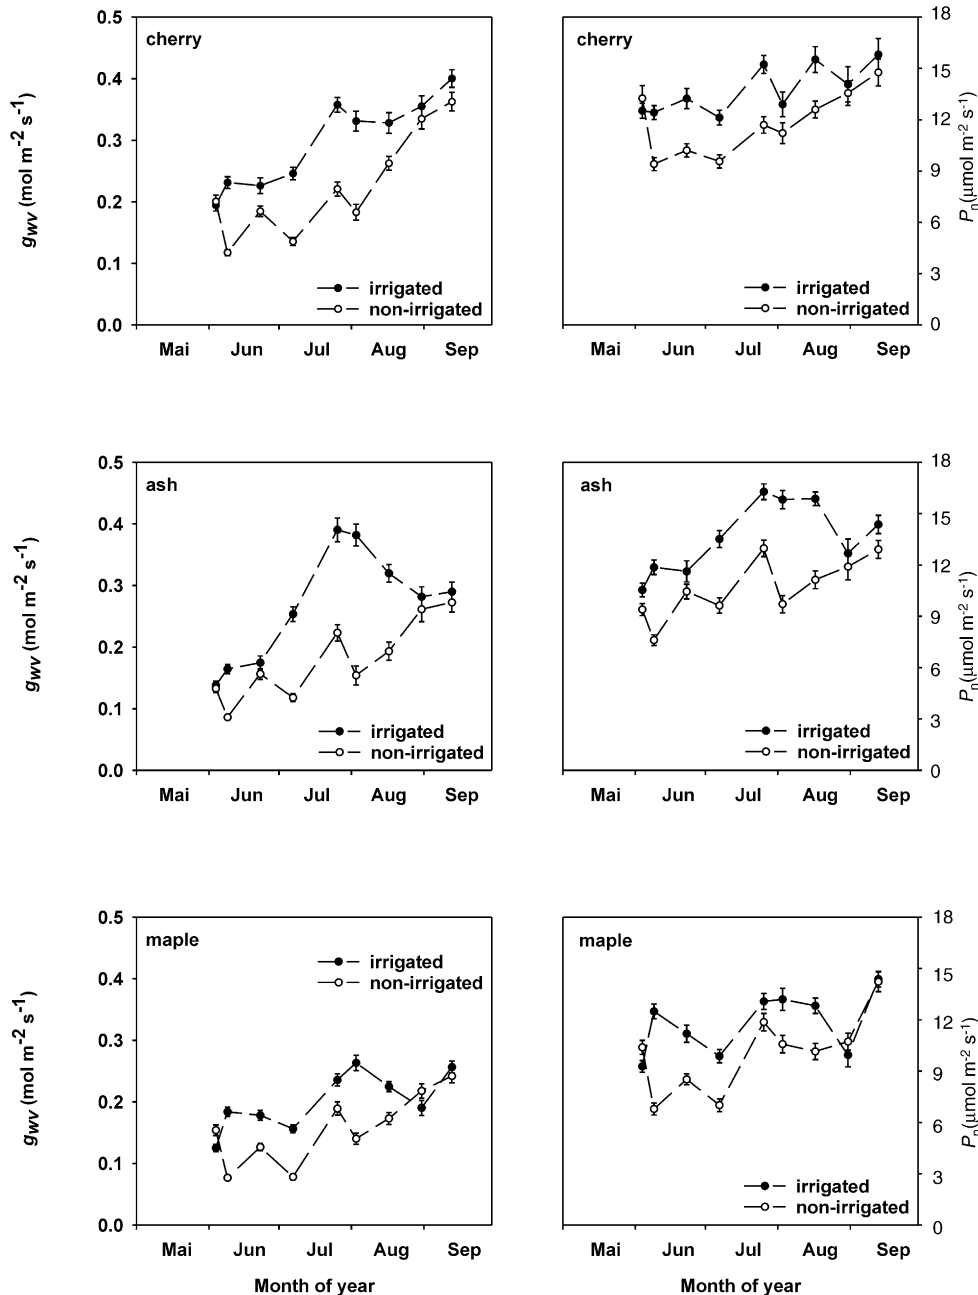 cherry
0.5
0.4
0.3
0.2
0.1
0.0
g_wv (mol m⁻² s⁻¹)
irrigated
non-irrigated
Mai Jun Jul Aug Sep
cherry
18
15
12
9
6
3
0
P_n(µmol m⁻² s⁻¹)
irrigated
non-irrigated
Mai Jun Jul Aug Sep
ash
0.5
0.4
0.3
0.2
0.1
0.0
g_wv (mol m⁻² s⁻¹)
irrigated
non-irrigated
Mai Jun Jul Aug Sep
ash
18
15
12
9
6
3
0
P_n(µmol m⁻² s⁻¹)
irrigated
non-irrigated
Mai Jun Jul Aug Sep
maple
0.5
0.4
0.3
0.2
0.1
0.0
g_wv (mol m⁻² s⁻¹)
irrigated
non-irrigated
Mai Jun Jul Aug Sep
Month of year
maple
18
15
12
9
6
3
0
P_n(µmol m⁻² s⁻¹)
irrigated
non-irrigated
Mai Jun Jul Aug Sep
Month of year